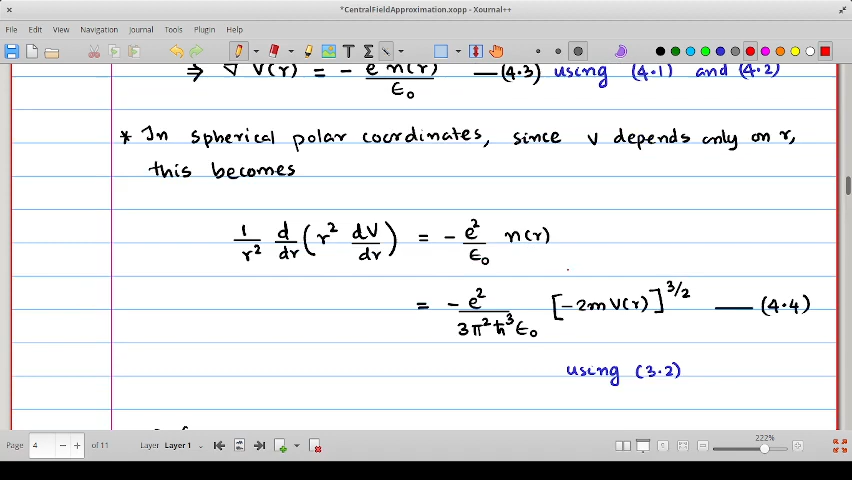 *CentralFieldApproximation.xopp - Xournal++
File Edit View Navigation Journal Tools Plugin Help
⇒ ∇ V(r) = - e n(r) / ε₀ —(4.3) using (4.1) and (4.2)
* In spherical polar coordinates, since V depends only on r,
this becomes
1/r² d/dr (r² dV/dr) = - e²/ε₀ n(r)
= - e²/3π²ħ³ε₀ [-2mV(r)]^3/2 —— (4.4)
using (3.2)
Page 4 of 11 Layer Layer 1 222%